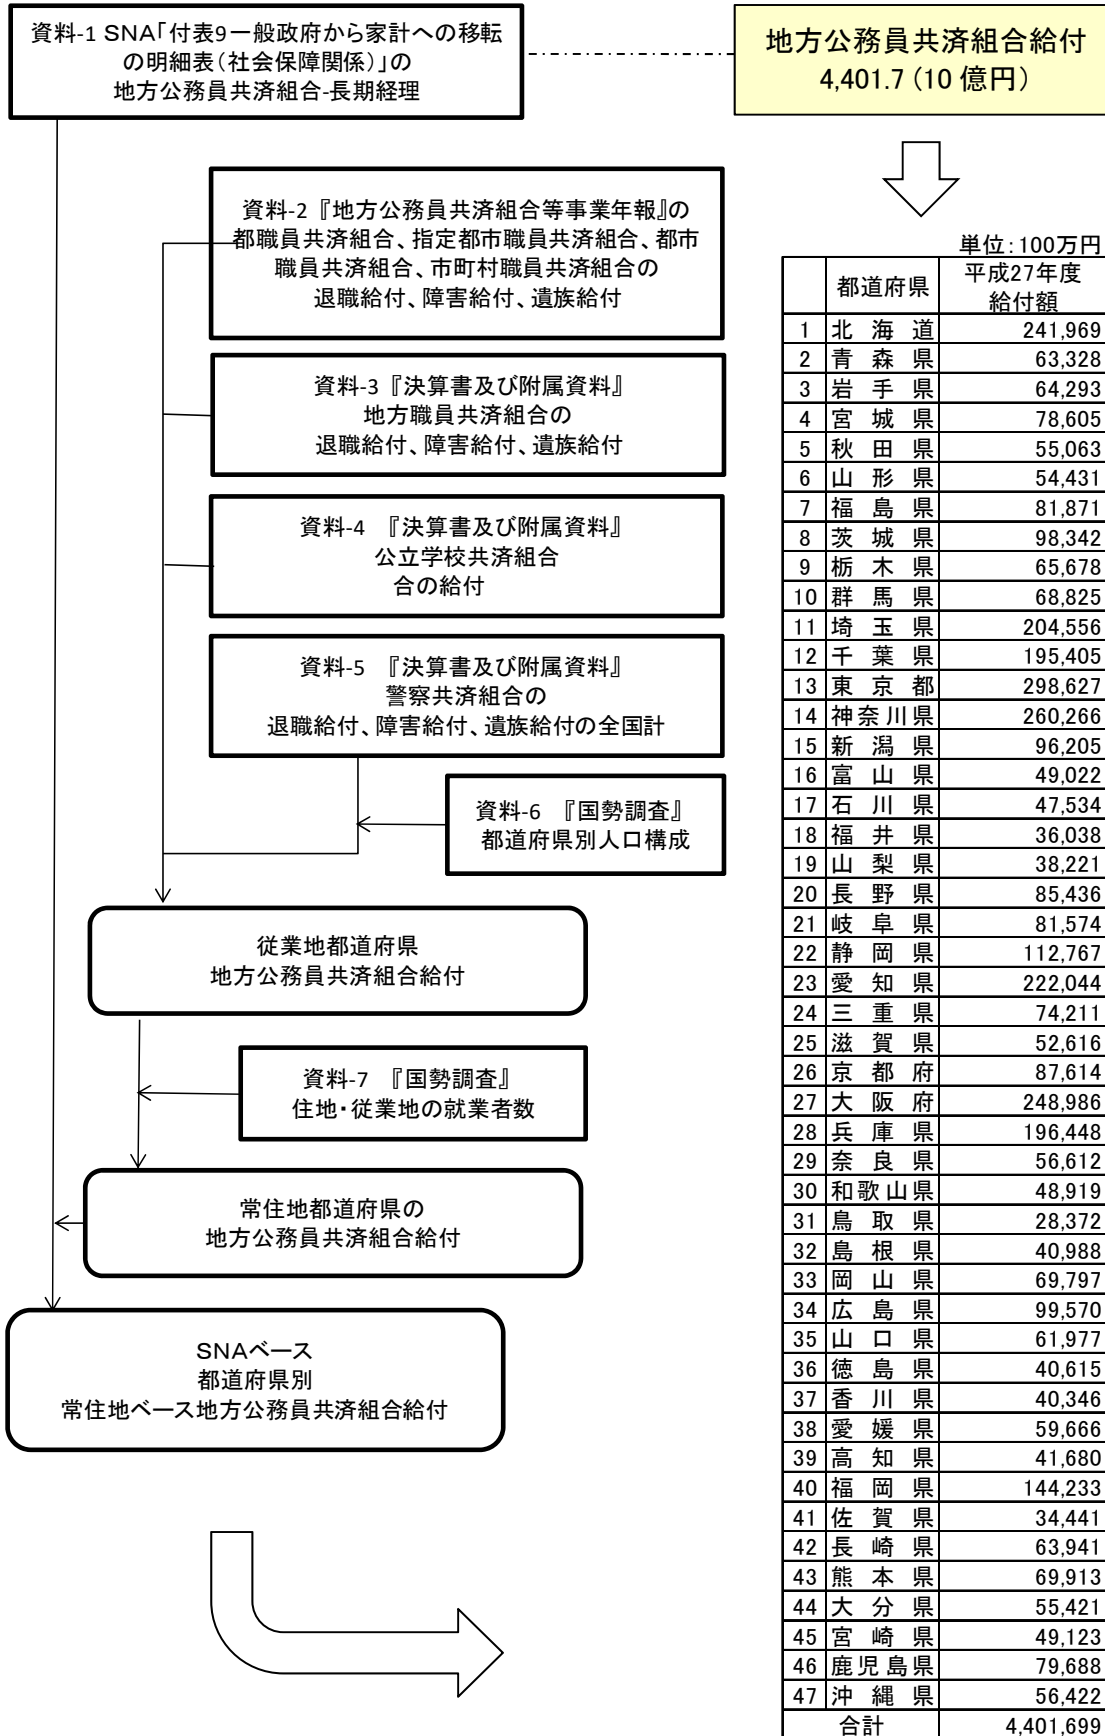 資料-1 SNA「付表9一般政府から家計への移転
の明細表(社会保障関係)」の
地方公務員共済組合-長期経理
地方公務員共済組合給付
4,401.7 (10 億円)
資料-2 『地方公務員共済組合等事業年報』の
都職員共済組合、指定都市職員共済組合、都市
職員共済組合、市町村職員共済組合の
退職給付、障害給付、遺族給付
資料-3 『決算書及び附属資料』
地方職員共済組合の
退職給付、障害給付、遺族給付
資料-4 『決算書及び附属資料』
公立学校共済組合
合の給付
資料-5 『決算書及び附属資料』
警察共済組合の
退職給付、障害給付、遺族給付の全国計
資料-6 『国勢調査』
都道府県別人口構成
従業地都道府県
地方公務員共済組合給付
資料-7 『国勢調査』
住地・従業地の就業者数
常住地都道府県の
地方公務員共済組合給付
SNAベース
都道府県別
常住地ベース地方公務員共済組合給付
単位:100万円
都道府県 平成27年度
給付額
1 北海道 241,969
2 青森県 63,328
3 岩手県 64,293
4 宮城県 78,605
5 秋田県 55,063
6 山形県 54,431
7 福島県 81,871
8 茨城県 98,342
9 栃木県 65,678
10 群馬県 68,825
11 埼玉県 204,556
12 千葉県 195,405
13 東京都 298,627
14 神奈川県 260,266
15 新潟県 96,205
16 富山県 49,022
17 石川県 47,534
18 福井県 36,038
19 山梨県 38,221
20 長野県 85,436
21 岐阜県 81,574
22 静岡県 112,767
23 愛知県 222,044
24 三重県 74,211
25 滋賀県 52,616
26 京都府 87,614
27 大阪府 248,986
28 兵庫県 196,448
29 奈良県 56,612
30 和歌山県 48,919
31 鳥取県 28,372
32 島根県 40,988
33 岡山県 69,797
34 広島県 99,570
35 山口県 61,977
36 徳島県 40,615
37 香川県 40,346
38 愛媛県 59,666
39 高知県 41,680
40 福岡県 144,233
41 佐賀県 34,441
42 長崎県 63,941
43 熊本県 69,913
44 大分県 55,421
45 宮崎県 49,123
46 鹿児島県 79,688
47 沖縄県 56,422
合計 4,401,699